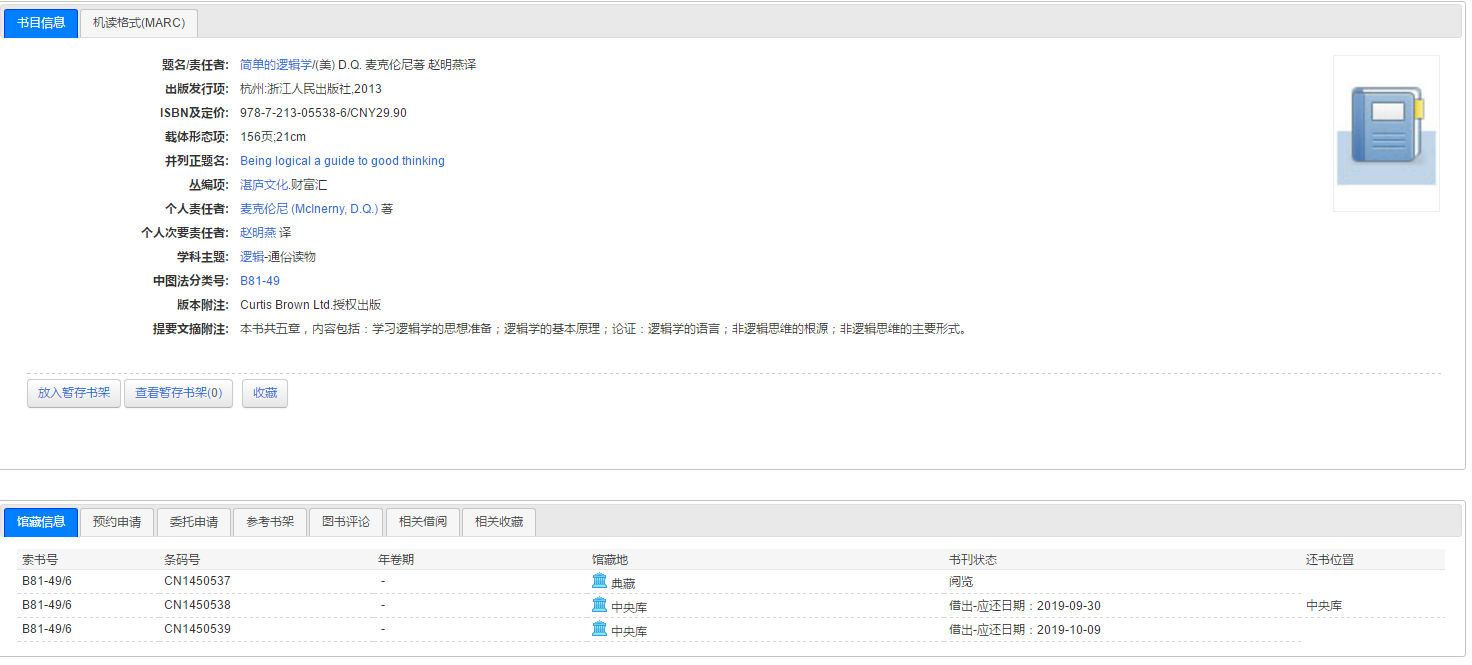 书目信息 机读格式(MARC)
题名/责任者: 简单的逻辑学/(美) D.Q. 麦克伦尼著 赵明燕译
出版发行项: 杭州:浙江人民出版社,2013
ISBN及定价: 978-7-213-05538-6/CNY29.90
载体形态项: 156页;21cm
并列正题名: Being logical a guide to good thinking
丛编项: 湛庐文化.财富汇
个人责任者: 麦克伦尼 (McInerny, D.Q.) 著
个人次要责任者: 赵明燕 译
学科主题: 逻辑-通俗读物
中图法分类号: B81-49
版本附注: Curtis Brown Ltd.授权出版
提要文摘附注: 本书共五章，内容包括：学习逻辑学的思想准备；逻辑学的基本原理；论证：逻辑学的语言；非逻辑思维的根源；非逻辑思维的主要形式。
放入暂存书架 查看暂存书架(0) 收藏
馆藏信息 预约申请 委托申请 参考书架 图书评论 相关借阅 相关收藏
索书号 条码号 年卷期 馆藏地 书刊状态 还书位置
B81-49/6 CN1450537 - 典藏 阅览
B81-49/6 CN1450538 - 中央库 借出-应还日期：2019-09-30 中央库
B81-49/6 CN1450539 - 中央库 借出-应还日期：2019-10-09